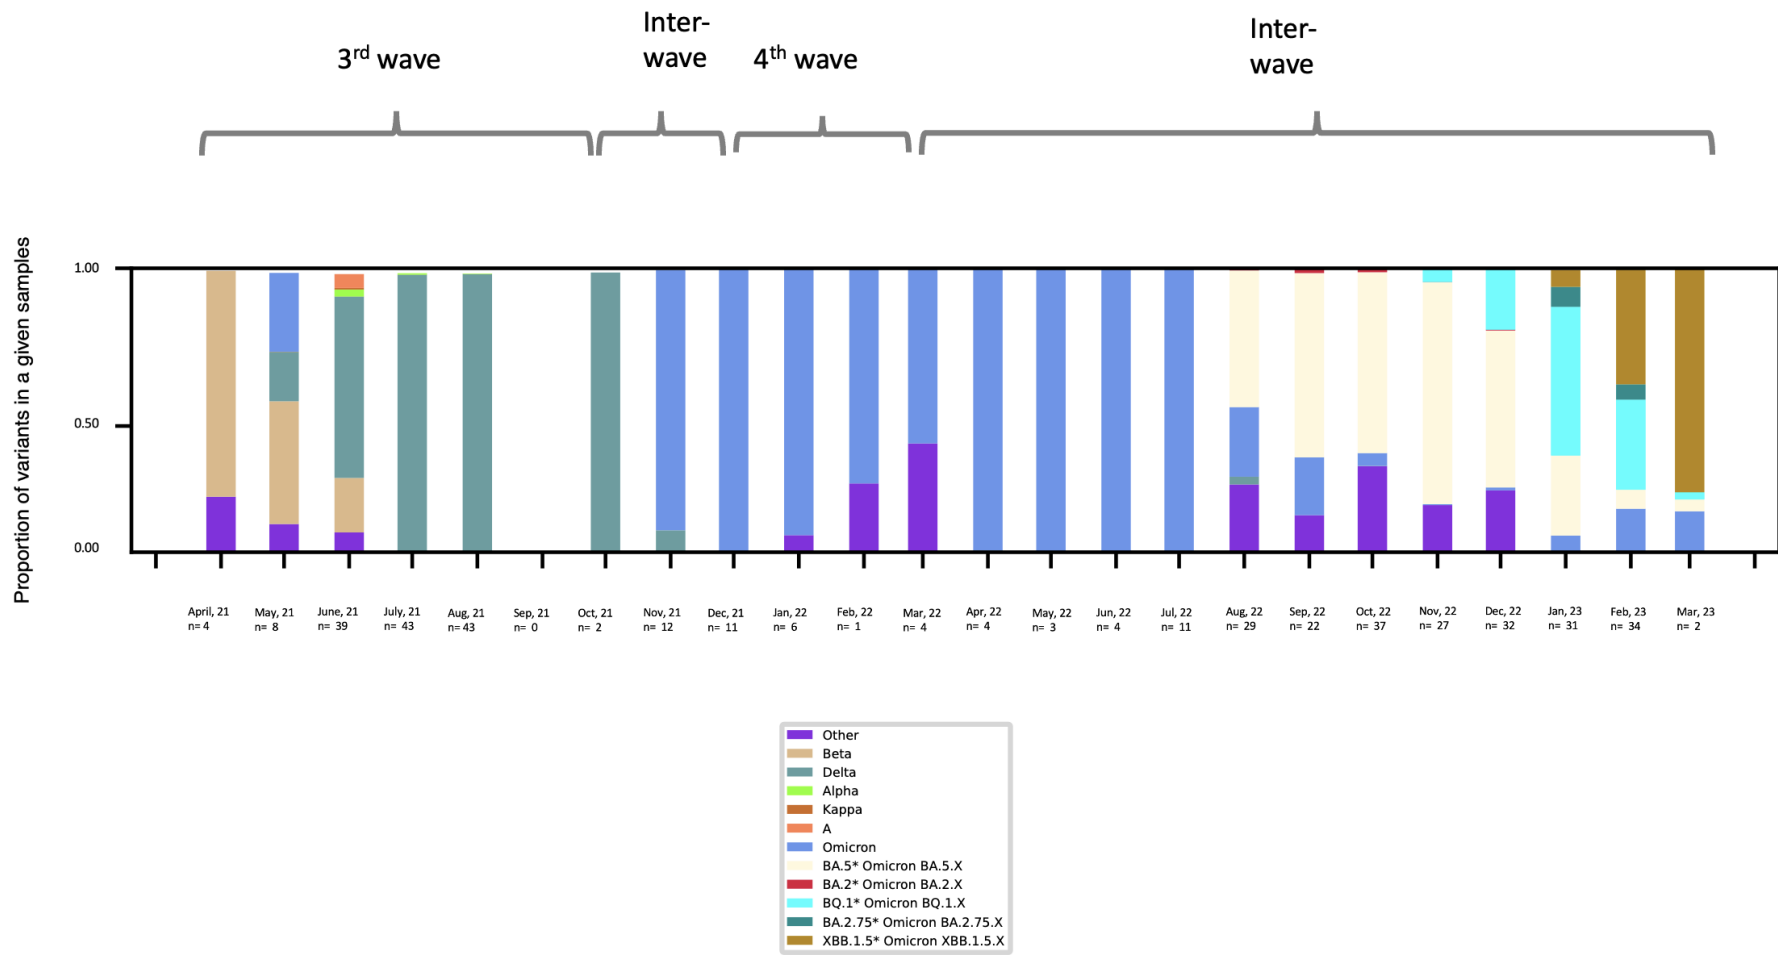 Inter-
wave
Inter-
wave
3rd wave
4th wave
Proportion of variants in a given samples
1.00
0.50
0.00
April, 21
n= 4
May, 21
n= 8
June, 21
n= 39
July, 21
n= 43
Aug, 21
n= 43
Sep, 21
n= 0
Oct, 21
n= 2
Nov, 21
n= 12
Dec, 21
n= 11
Jan, 22
n= 6
Feb, 22
n= 1
Mar, 22
n= 4
Apr, 22
n= 4
May, 22
n= 3
Jun, 22
n= 4
Jul, 22
n= 11
Aug, 22
n= 29
Sep, 22
n= 22
Oct, 22
n= 37
Nov, 22
n= 27
Dec, 22
n= 32
Jan, 23
n= 31
Feb, 23
n= 34
Mar, 23
n= 2
Other
Beta
Delta
Alpha
Kappa
A
Omicron
BA.5* Omicron BA.5.X
BA.2* Omicron BA.2.X
BQ.1* Omicron BQ.1.X
BA.2.75* Omicron BA.2.75.X
XBB.1.5* Omicron XBB.1.5.X